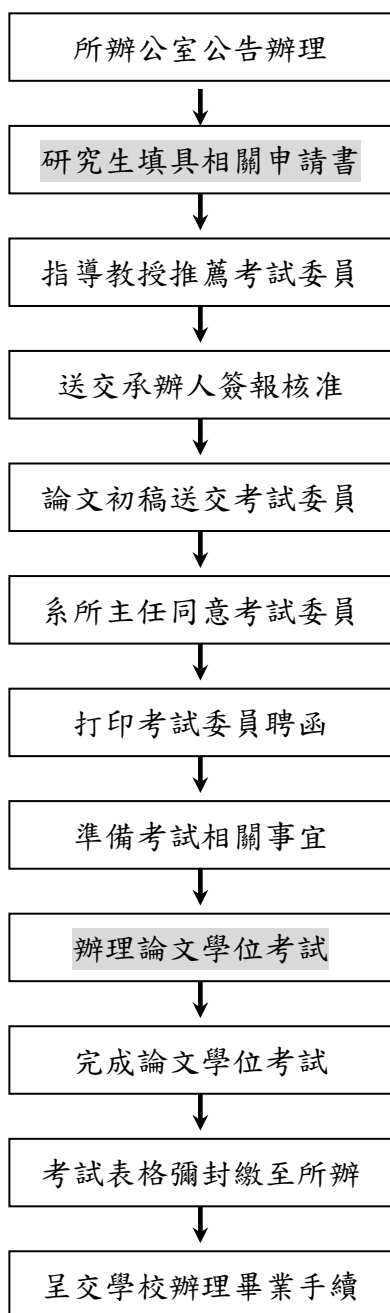 所辦公室公告辦理
研究生填具相關申請書
指導教授推薦考試委員
送交承辦人簽報核准
論文初稿送交考試委員
系所主任同意考試委員
打印考試委員聘函
準備考試相關事宜
辦理論文學位考試
完成論文學位考試
考試表格彌封繳至所辦
呈交學校辦理畢業手續